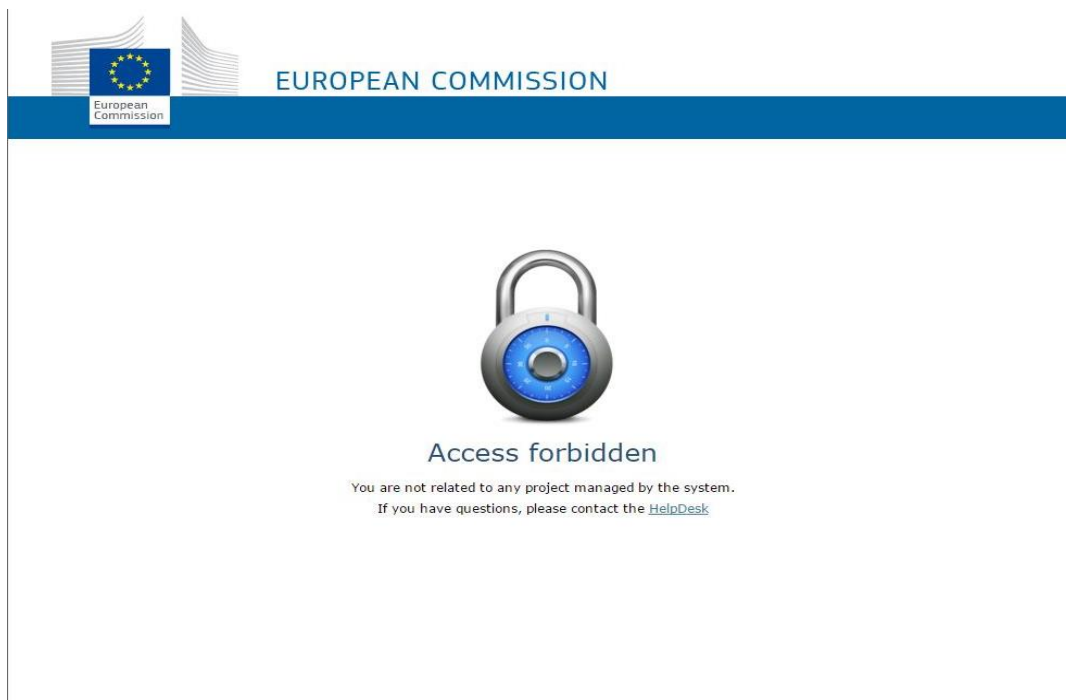 EUROPEAN COMMISSION
European
Commission
Access forbidden
You are not related to any project managed by the system.
If you have questions, please contact the HelpDesk